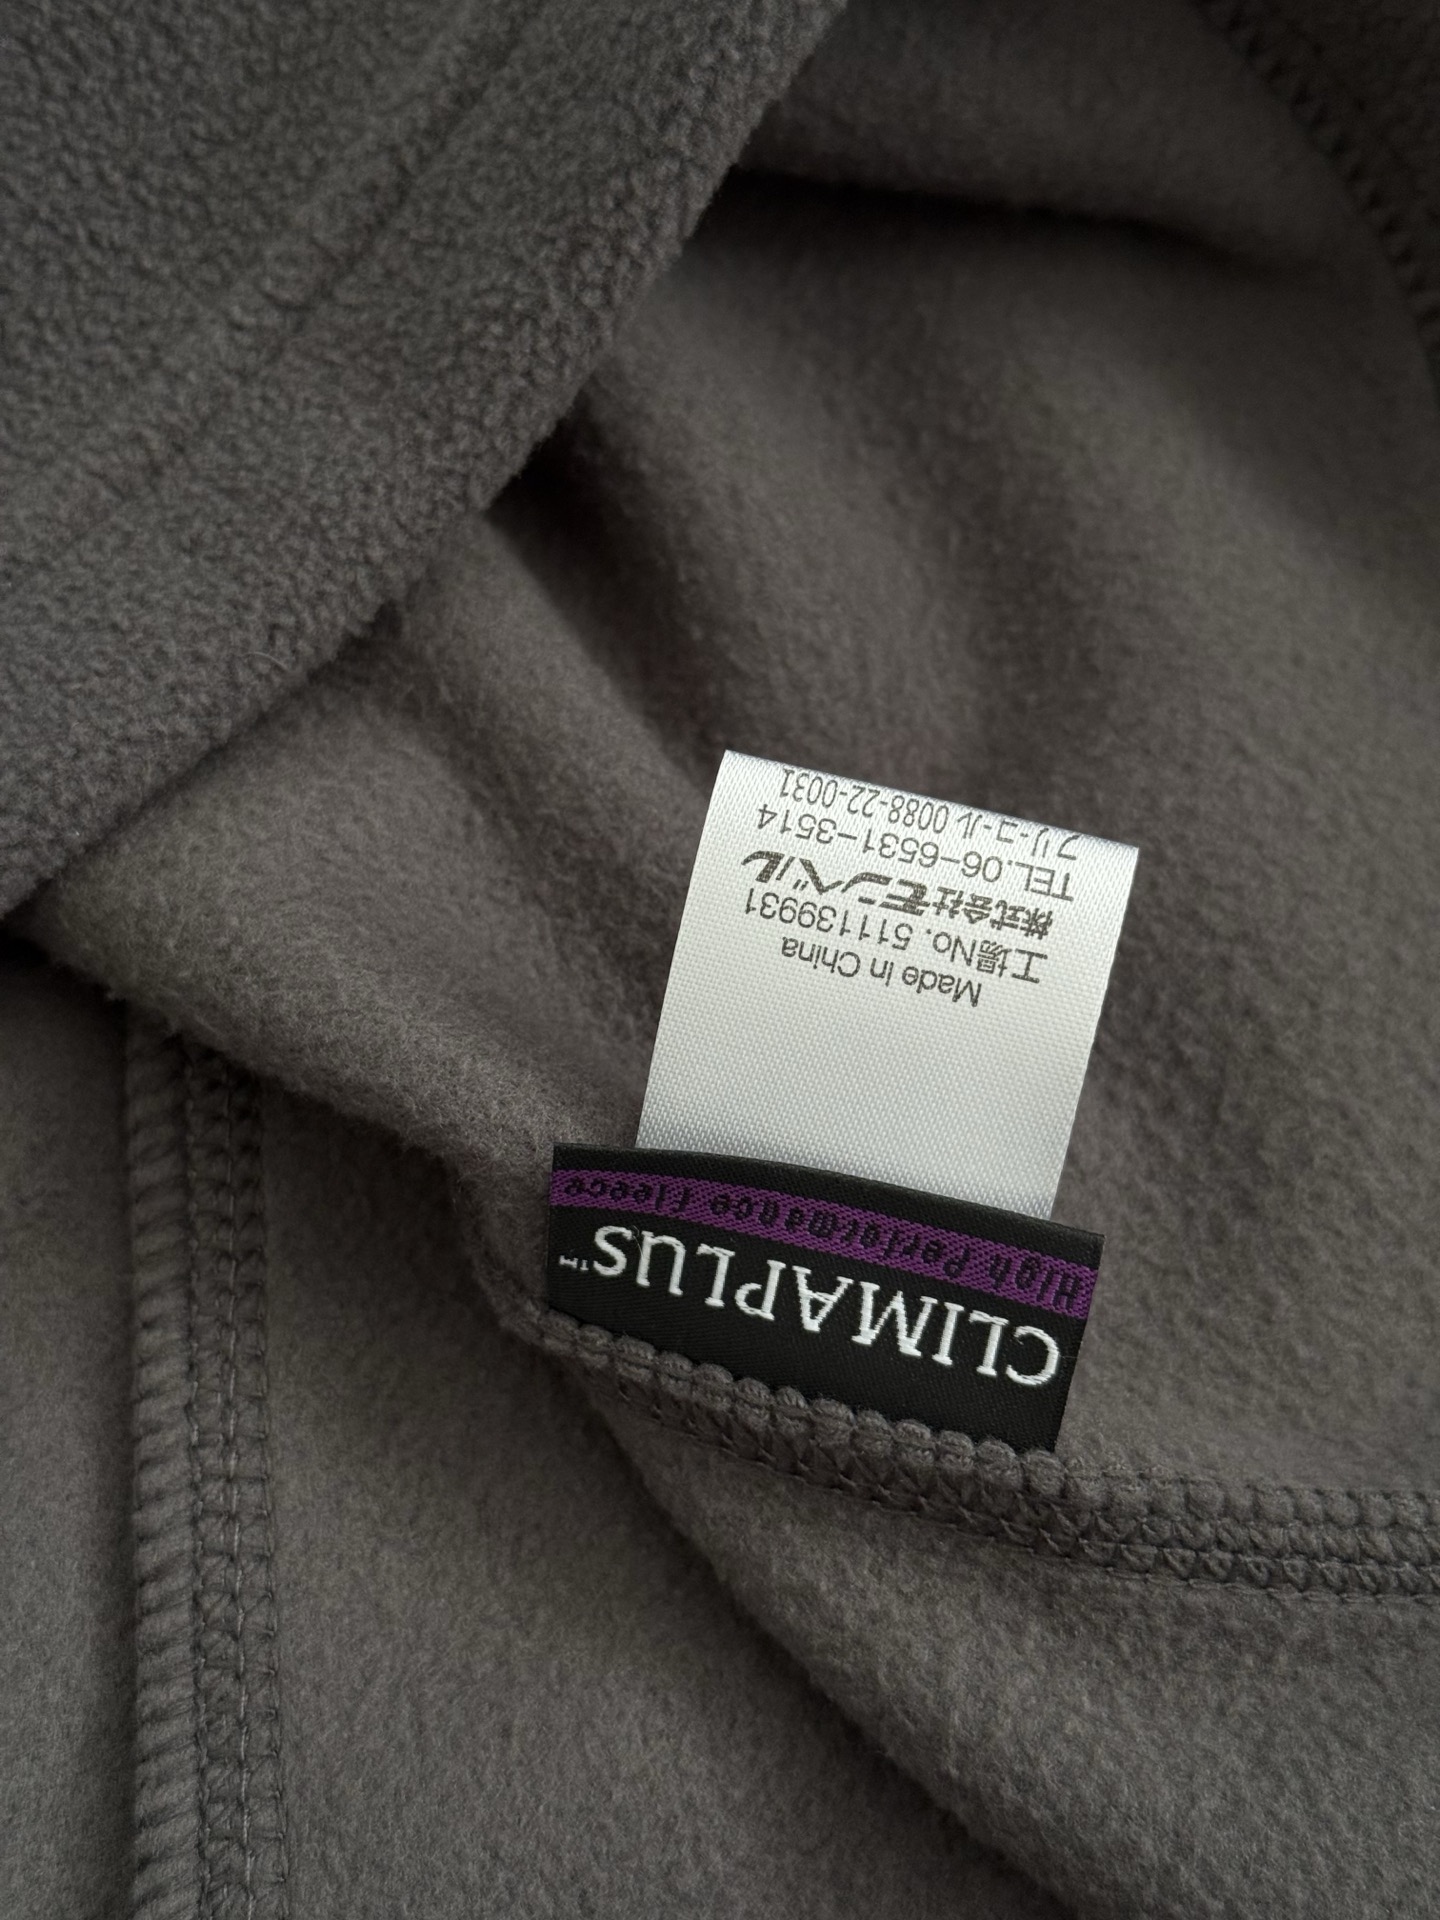 CLIMAPLUS™
High Performance Fleece
Made in China
工場No. 511139931
株式会社モンベル
TEL.06-6531-3514
フリーコール 0088-22-0031